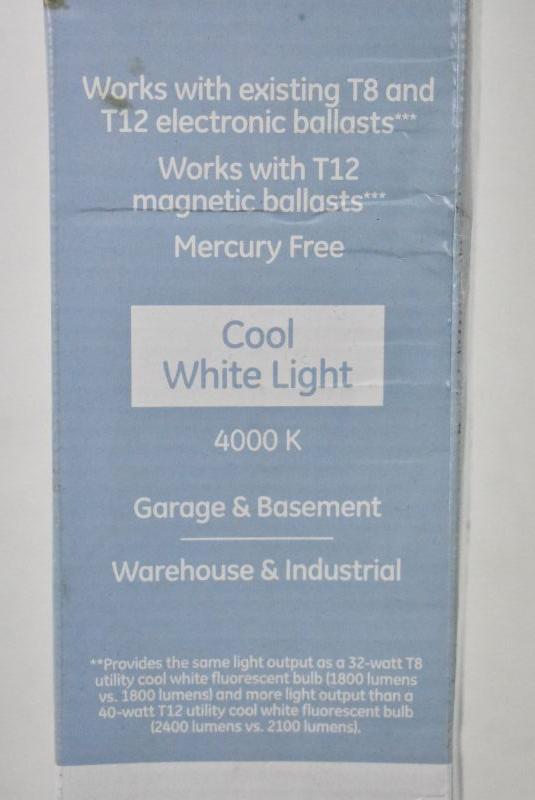 Works with existing T8 and
T12 electronic ballasts***
Works with T12
magnetic ballasts***
Mercury Free
Cool
White Light
4000 K
Garage & Basement
Warehouse & Industrial
**Provides the same light output as a 32-watt T8
utility cool white fluorescent bulb (1800 lumens
vs. 1800 lumens) and more light output than a
40-watt T12 utility cool white fluorescent bulb
(2400 lumens vs. 2100 lumens).